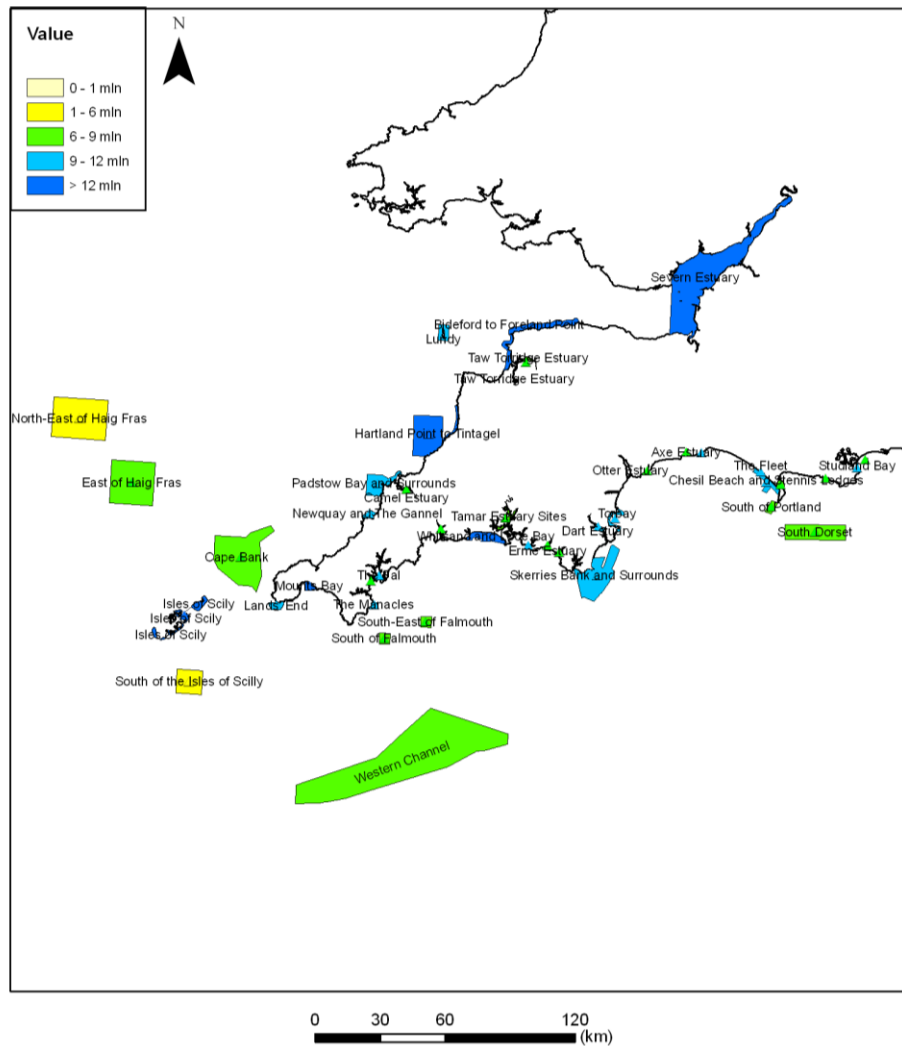 Value
0 - 1 mln
1 - 6 mln
6 - 9 mln
9 - 12 mln
> 12 mln
N
Severn Estuary
Bideford to Foreland Point
Lundy
Taw Torridge Estuary
Taw Torridge Estuary
North-East of Haig Fras
Hartland Point to Tintagel
Axe Estuary
The Fleet
Studland Bay
Otter Estuary
Chesil Beach and Stennis Ledges
East of Haig Fras
Padstow Bay and Surrounds
Camel Estuary
South of Portland
Newquay and The Gannel
Tamar Estuary Sites
Torbay
Dart Estuary
South Dorset
Whitsand and Bay
Erme Estuary
Cape Bank
The Fal
Skerries Bank and Surrounds
Mounts Bay
Isles of Scily
Lands End
The Manacles
Isles of Scily
South-East of Falmouth
Isles of Scily
South of Falmouth
South of the Isles of Scilly
Western Channel
0 30 60 120
(km)